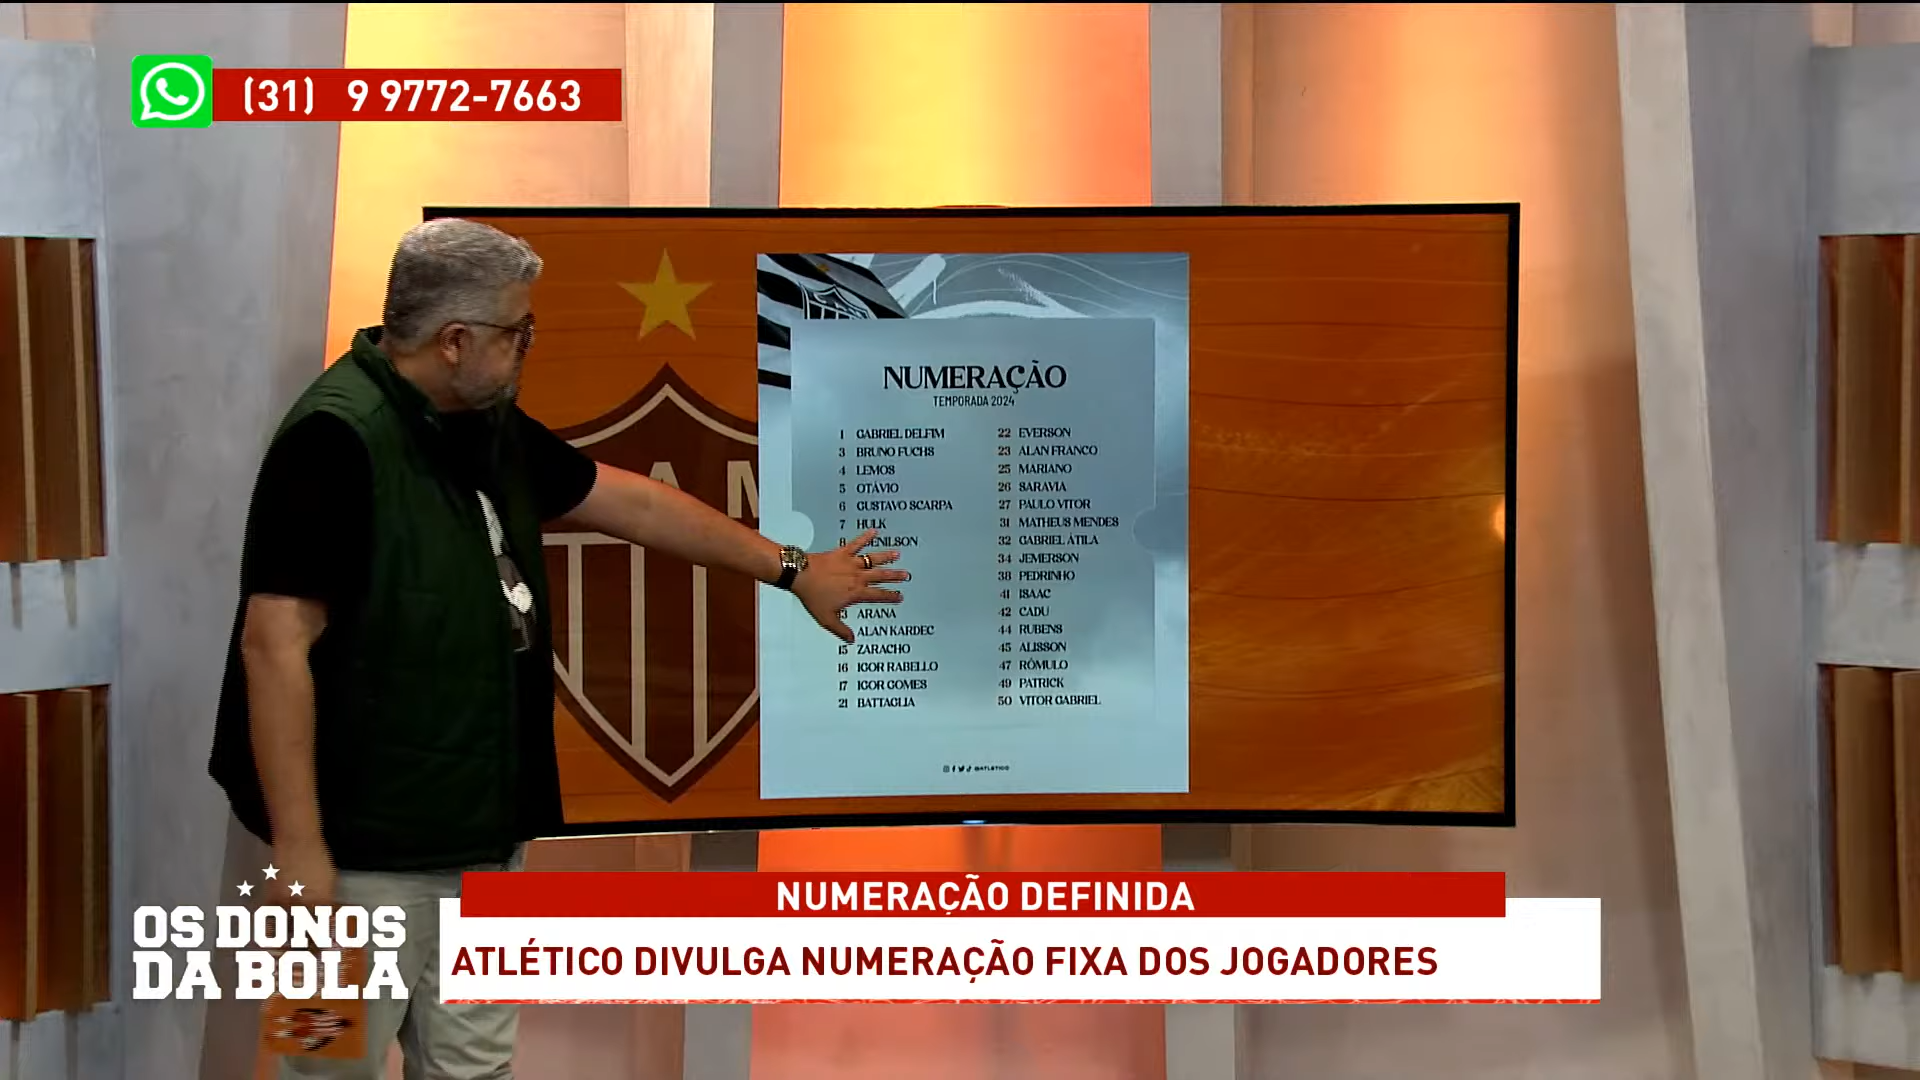 (31) 9 9772-7663
NUMERAÇÃO
TEMPORADA 2024
1 GABRIEL DELFIM
3 BRUNO FUCHS
4 LEMOS
5 OTÁVIO
6 GUSTAVO SCARPA
7 HULK
8
13 ARANA
ALAN KARDEC
15 ZARACHO
16 IGOR RABELLO
17 IGOR GOMES
21 BATTAGLIA
22 EVERSON
23 ALAN FRANCO
25 MARIANO
26 SARAVIA
27 PAULO VITOR
31 MATHEUS MENDES
32 GABRIEL ÁTILA
34 JEMERSON
38 PEDRINHO
41 ISAAC
42 CADU
44 RUBENS
45 ALISSON
47 RÔMULO
49 PATRICK
50 VITOR GABRIEL
@ATLETICO
OS DONOS
DA BOLA
NUMERAÇÃO DEFINIDA
ATLÉTICO DIVULGA NUMERAÇÃO FIXA DOS JOGADORES